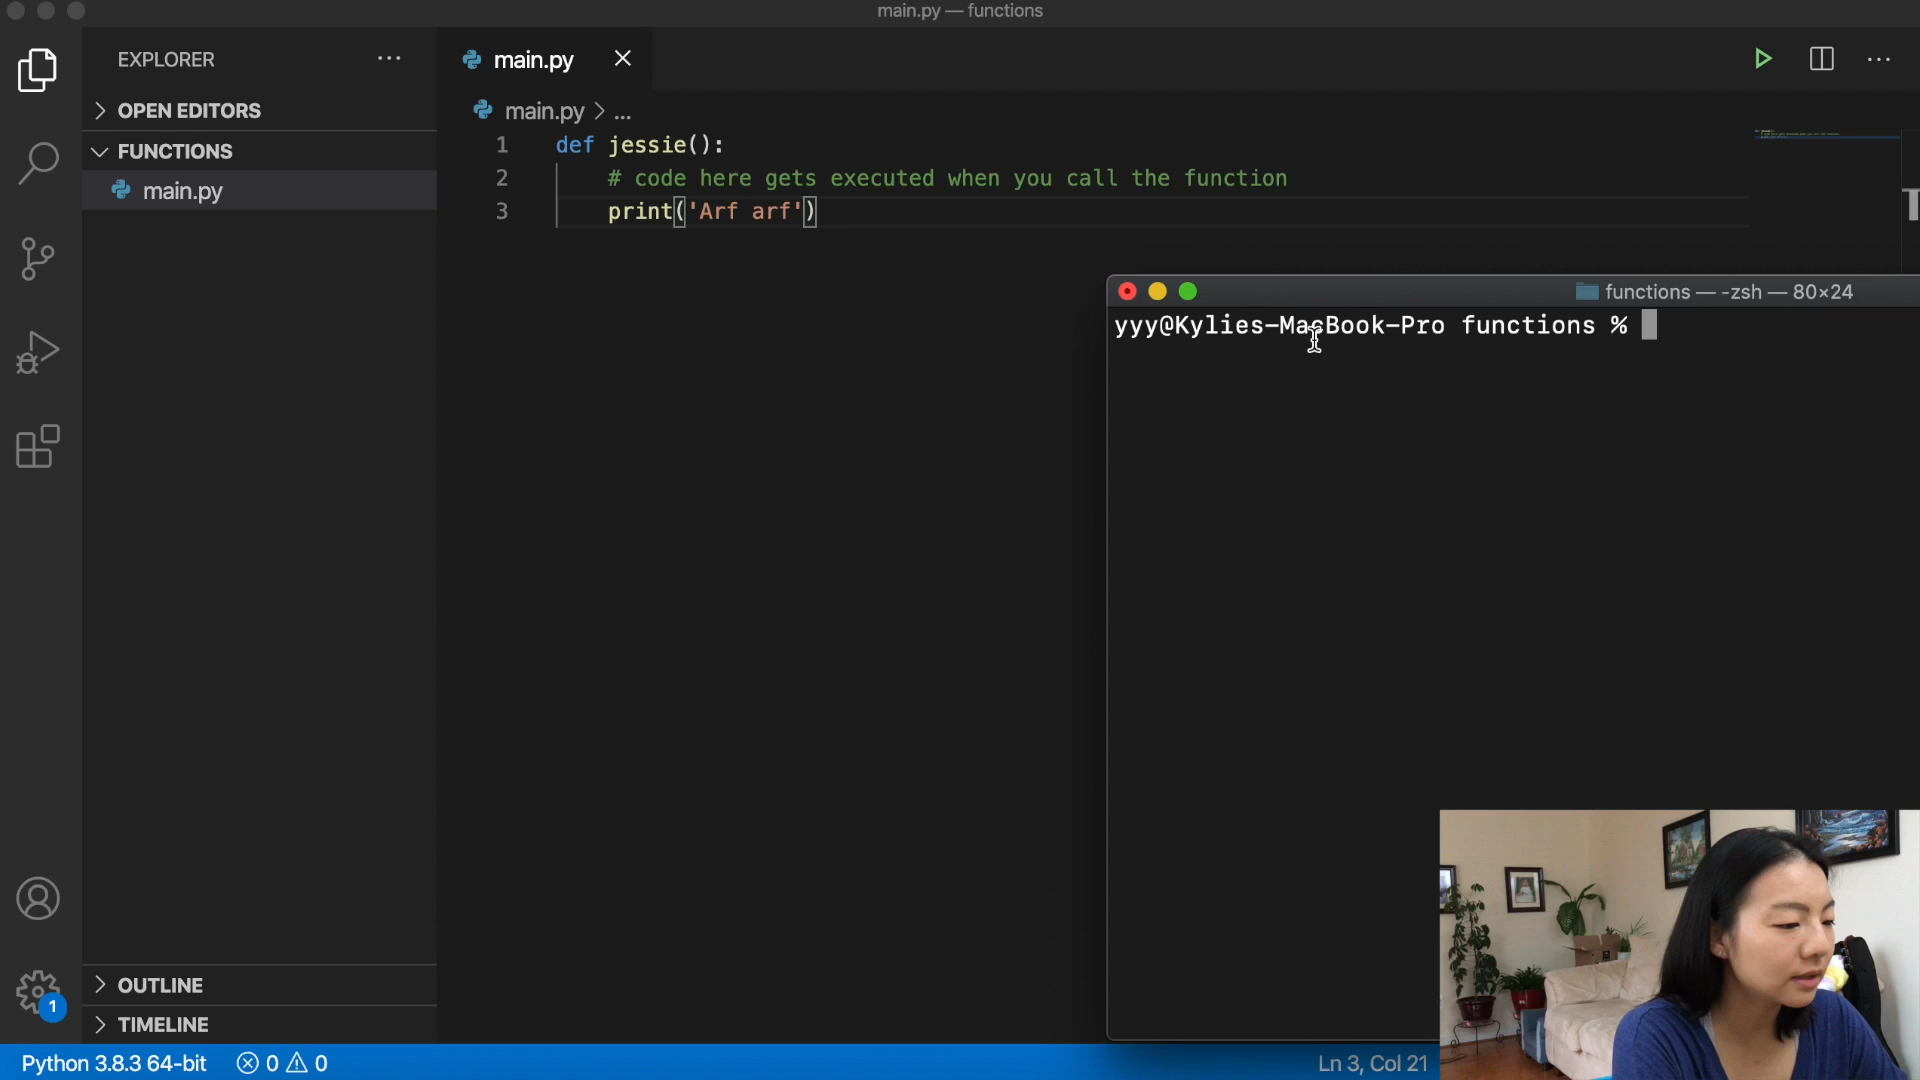 main.py — functions
EXPLORER
OPEN EDITORS
FUNCTIONS
main.py
OUTLINE
TIMELINE
main.py
main.py > ...
1 def jessie():
2 # code here gets executed when you call the function
3 print('Arf arf')
functions — -zsh — 80×24
yyy@Kylies-MacBook-Pro functions %
1
Python 3.8.3 64-bit 0 0
Ln 3, Col 21